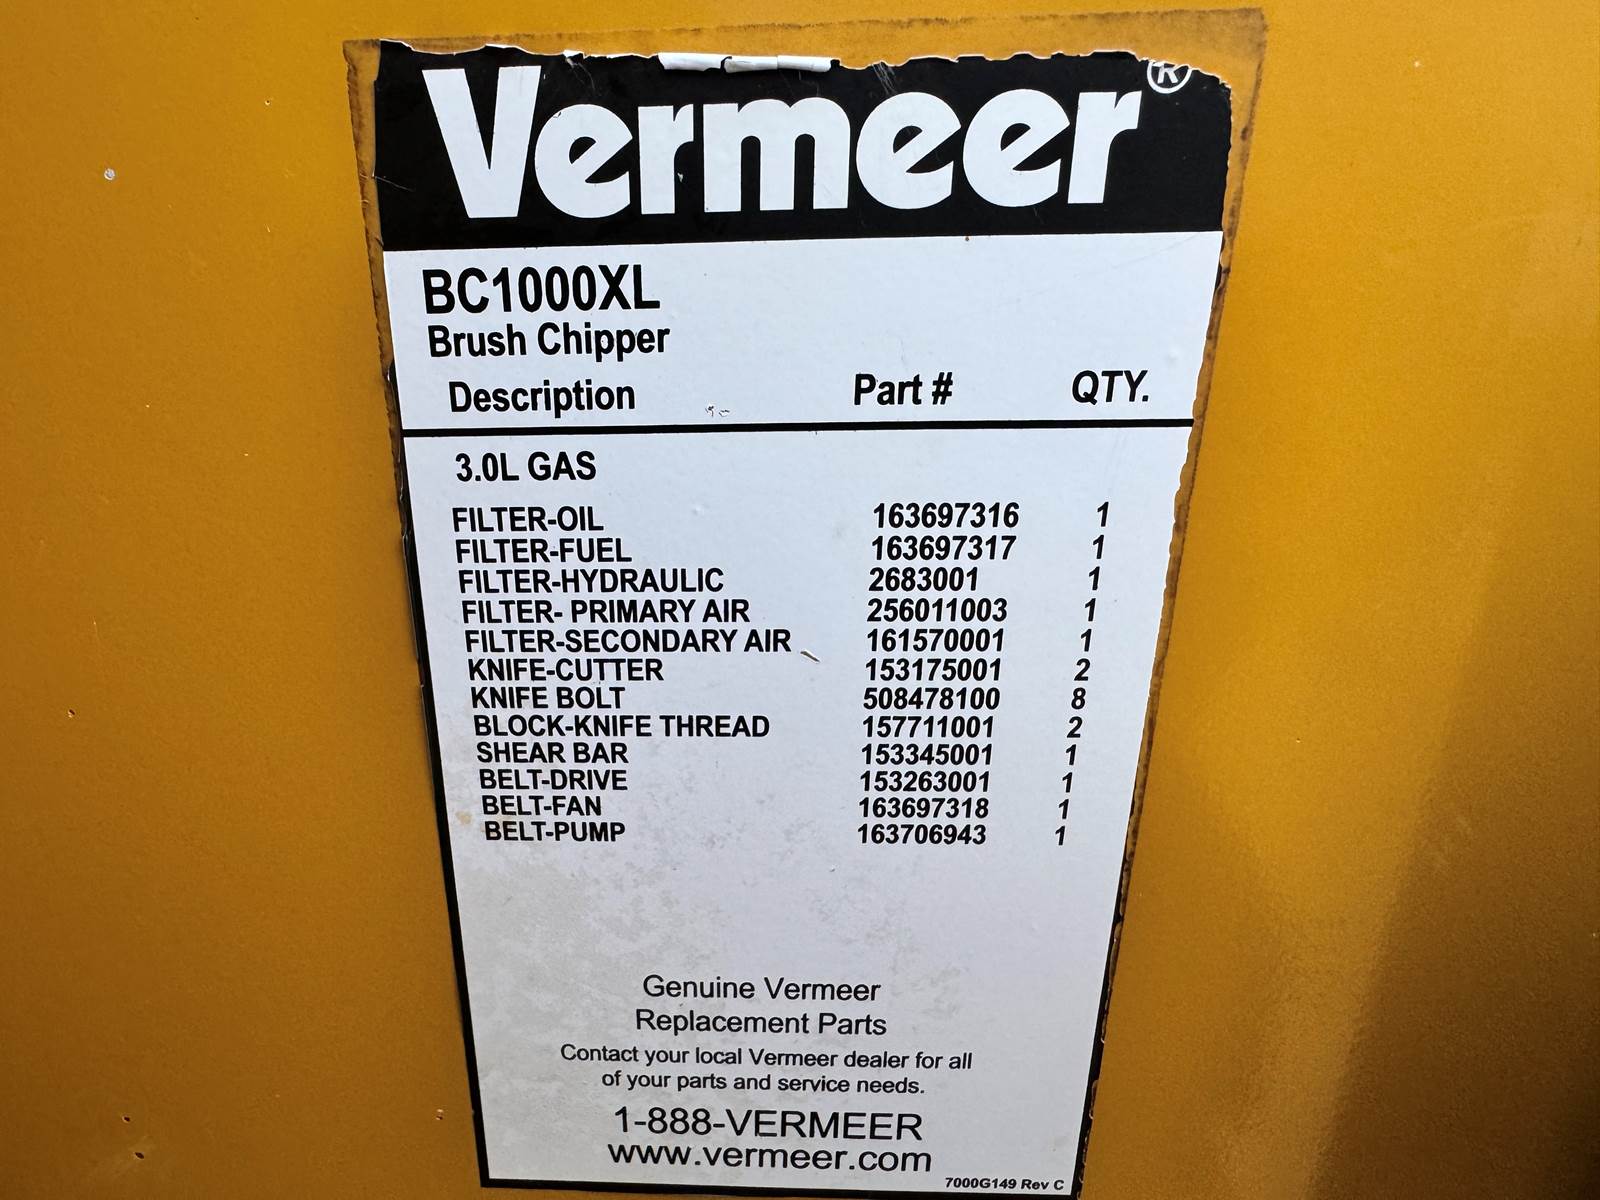 Vermeer®
BC1000XL
Brush Chipper
Description Part # QTY.
3.0L GAS
FILTER-OIL 163697316 1
FILTER-FUEL 163697317 1
FILTER-HYDRAULIC 2683001 1
FILTER- PRIMARY AIR 256011003 1
FILTER-SECONDARY AIR 161570001 1
KNIFE-CUTTER 153175001 2
KNIFE BOLT 508478100 8
BLOCK-KNIFE THREAD 157711001 2
SHEAR BAR 153345001 1
BELT-DRIVE 153263001 1
BELT-FAN 163697318 1
BELT-PUMP 163706943 1
Genuine Vermeer
Replacement Parts
Contact your local Vermeer dealer for all
of your parts and service needs.
1-888-VERMEER
www.vermeer.com
7000G149 Rev C